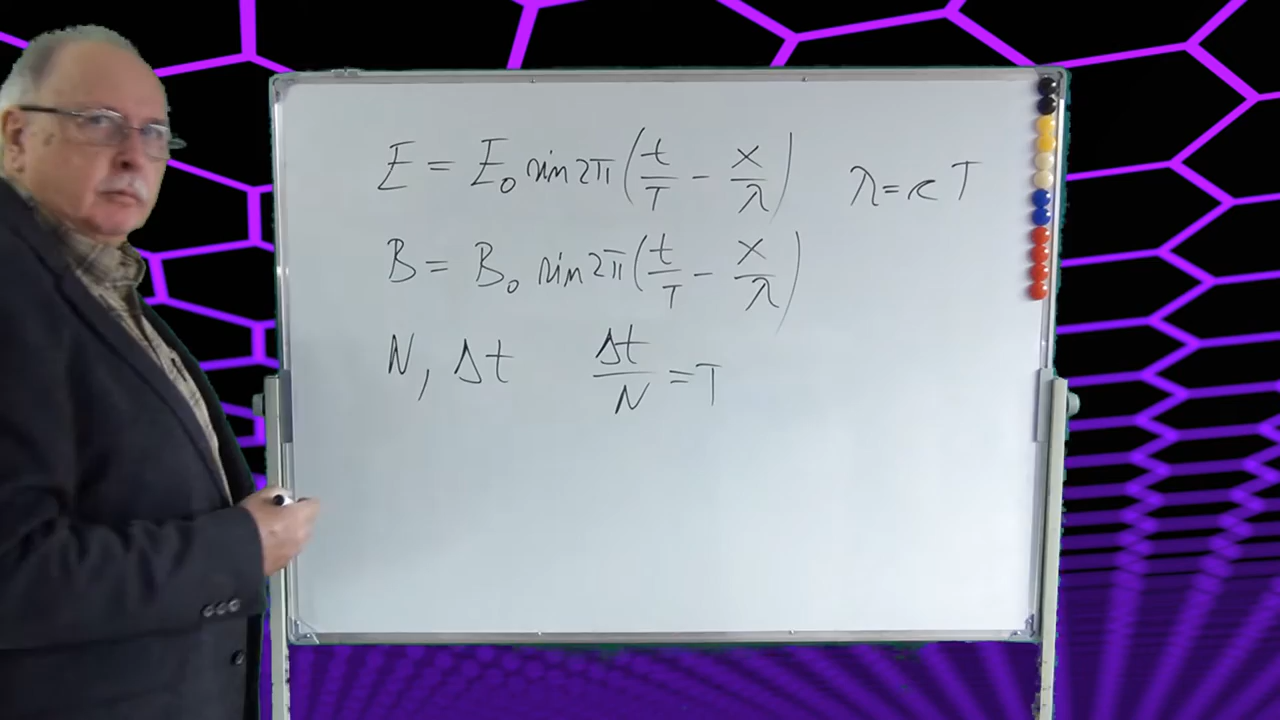 E = E₀ sin 2π (t/T − x/λ)   λ = cT
B = B₀ sin 2π (t/T − x/λ)
N, Δt   Δt/N = T